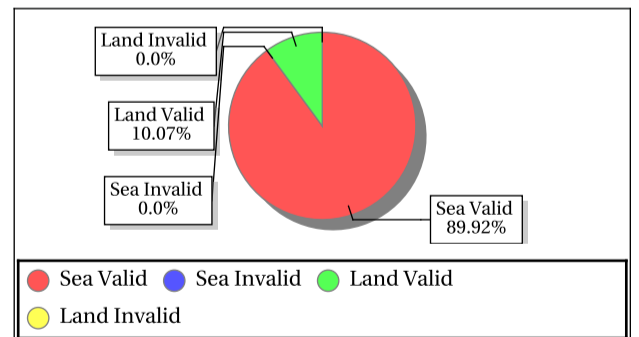 Land Invalid
0.0%
Land Valid
10.07%
Sea Invalid
0.0%
Sea Valid
89.92%
Sea Valid Sea Invalid Land Valid
Land Invalid